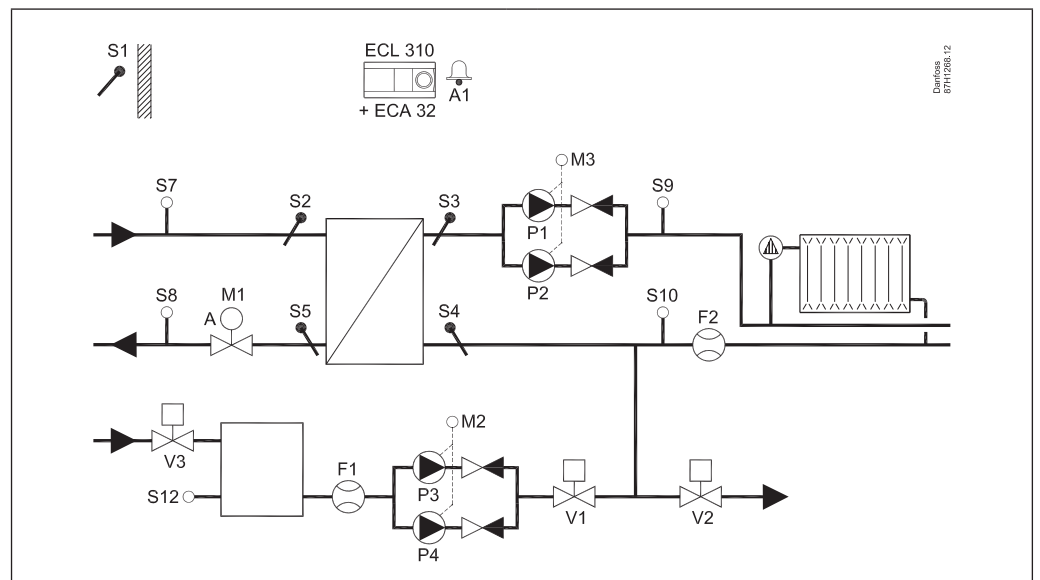 S1
ECL 310
A1
+ ECA 32
Danfoss
87H1268.12
S7
S2
S3
M3
S9
P1
P2
S8
M1
A
S5
S4
S10
F2
V3
M2
F1
P3
S12
V1
V2
P4